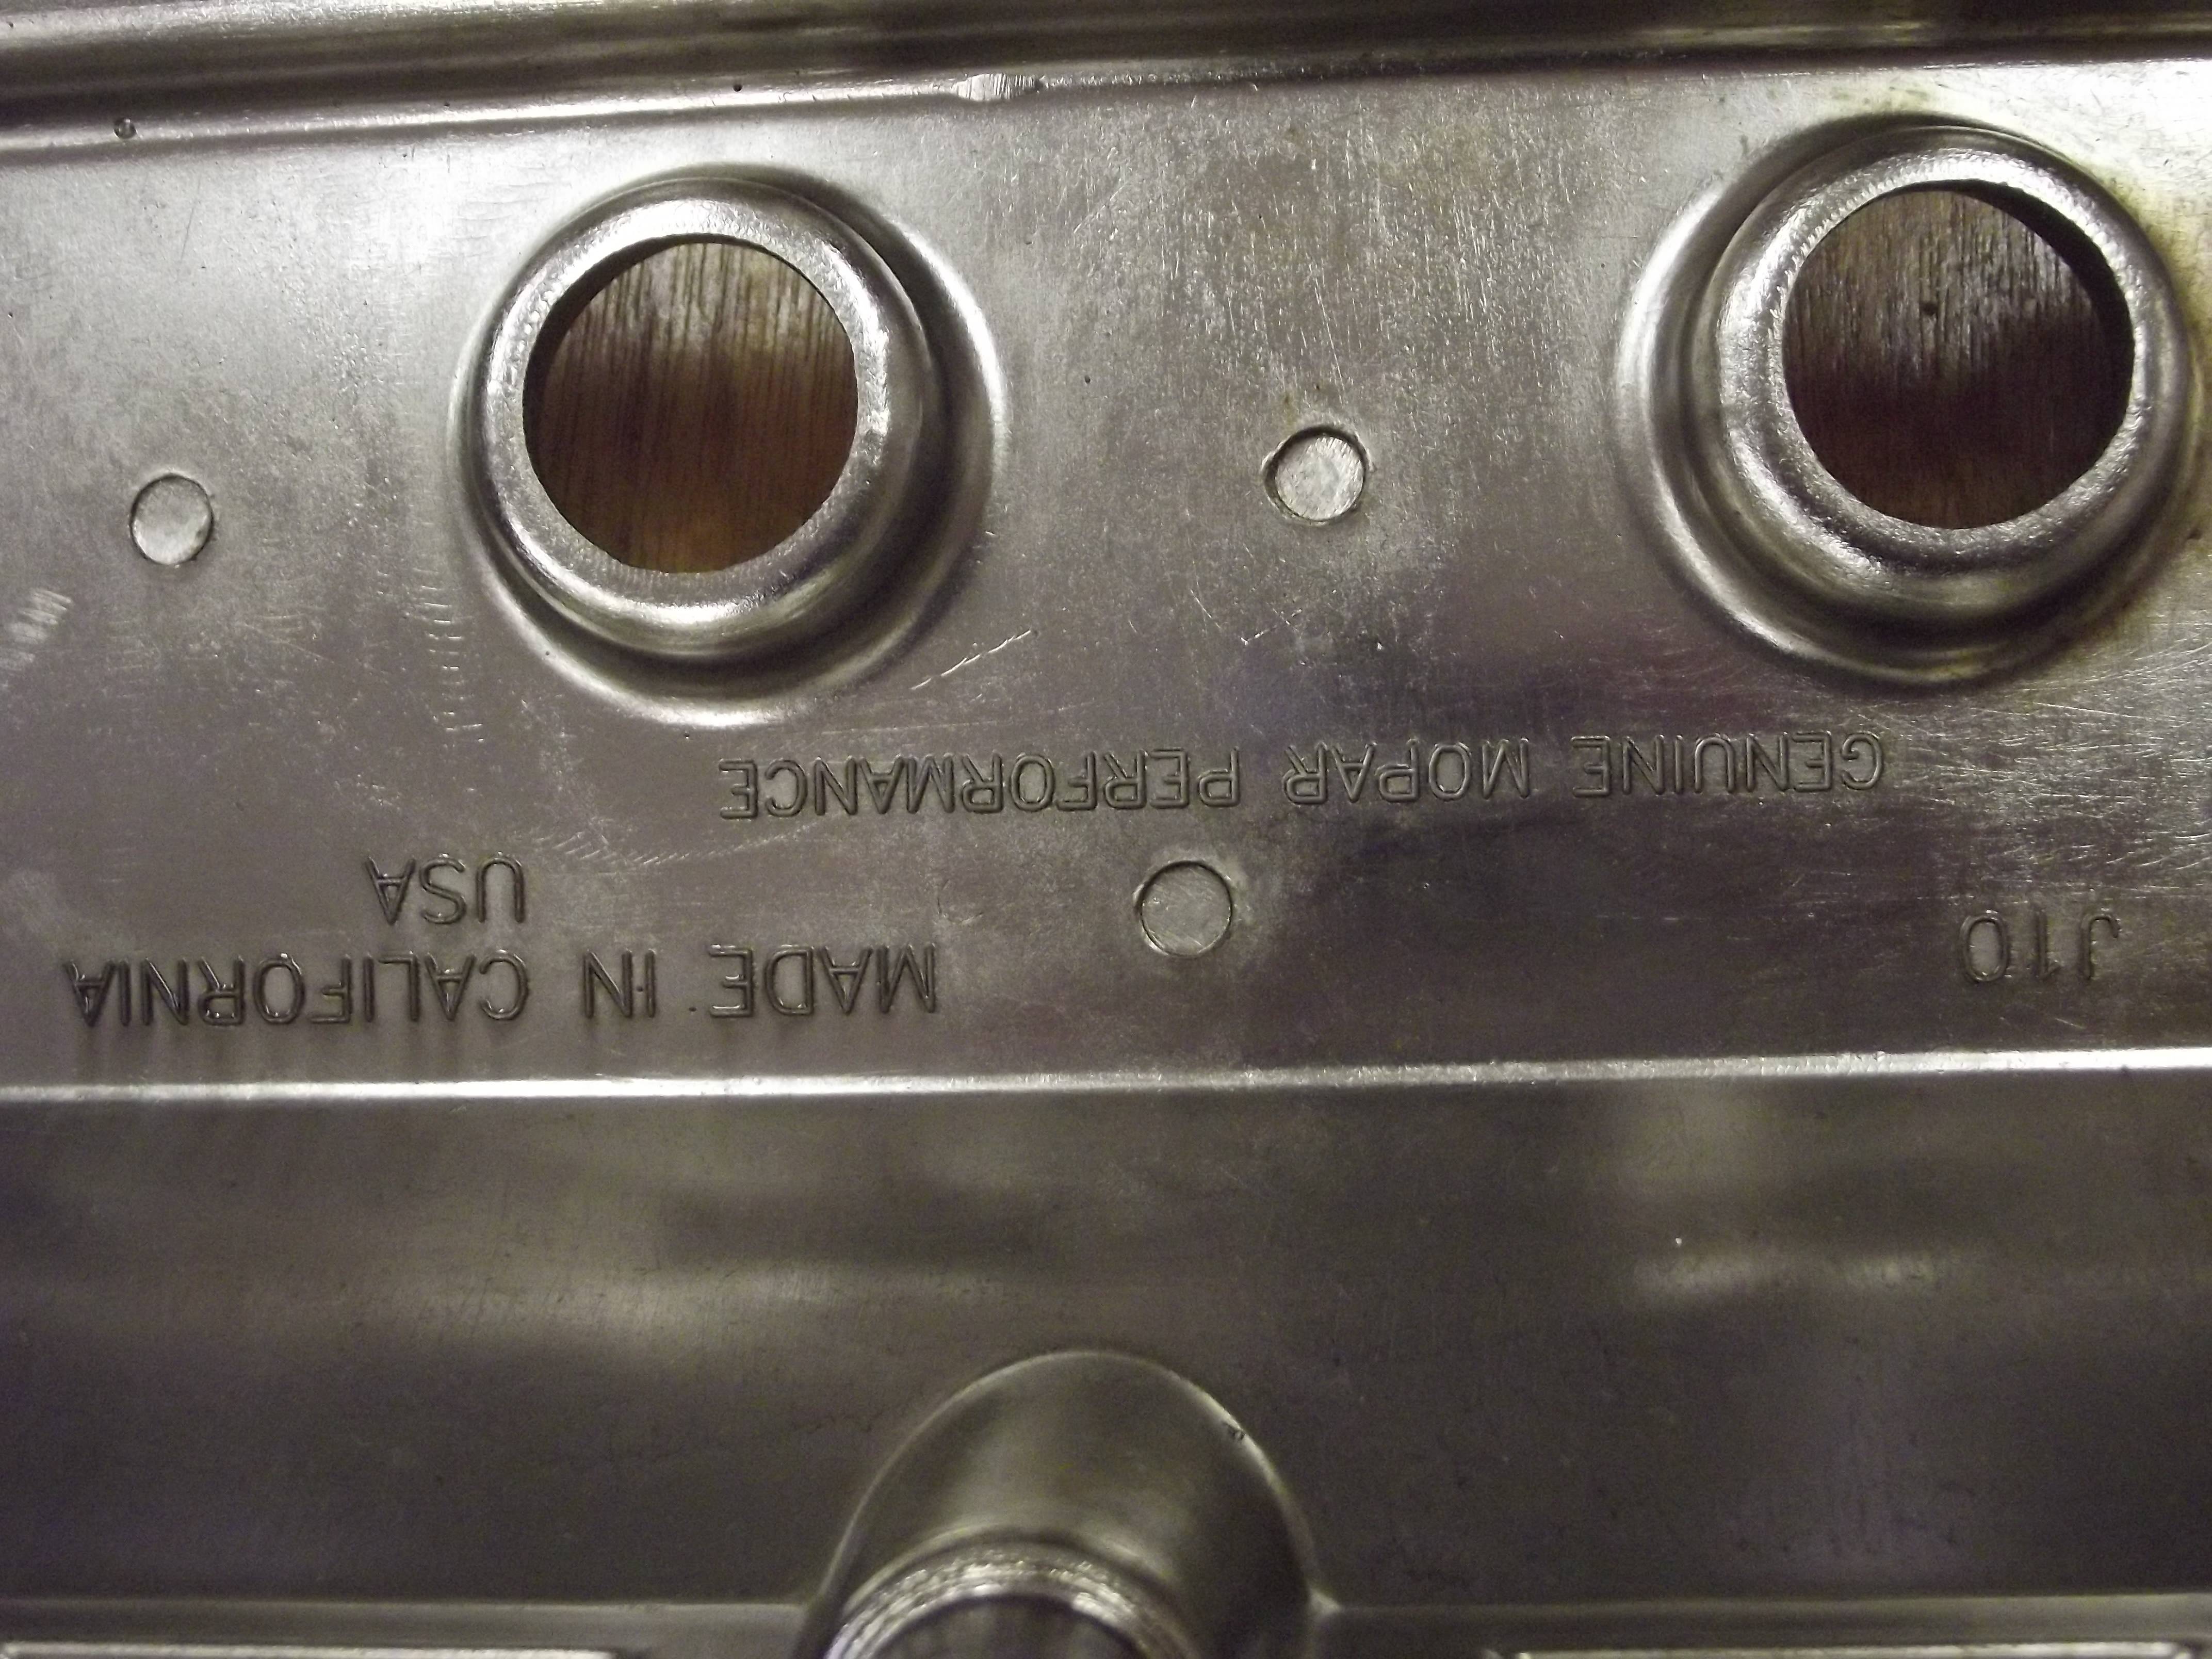 J10
GENUINE MOPAR PERFORMANCE
MADE IN CALIFORNIA
USA